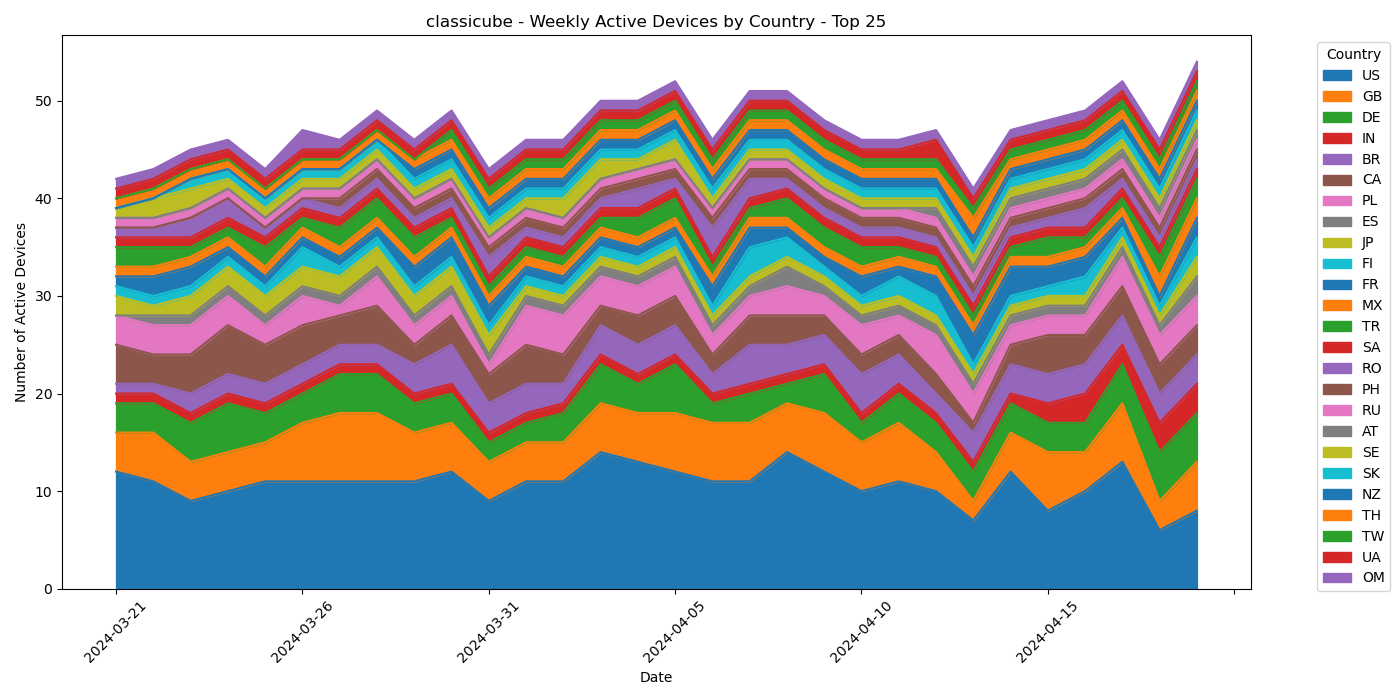 classicube - Weekly Active Devices by Country - Top 25
Number of Active Devices
50
40
30
20
10
0
2024-03-21
2024-03-26
2024-03-31
2024-04-05
2024-04-10
2024-04-15
Date
Country
US
GB
DE
IN
BR
CA
PL
ES
JP
FI
FR
MX
TR
SA
RO
PH
RU
AT
SE
SK
NZ
TH
TW
UA
OM